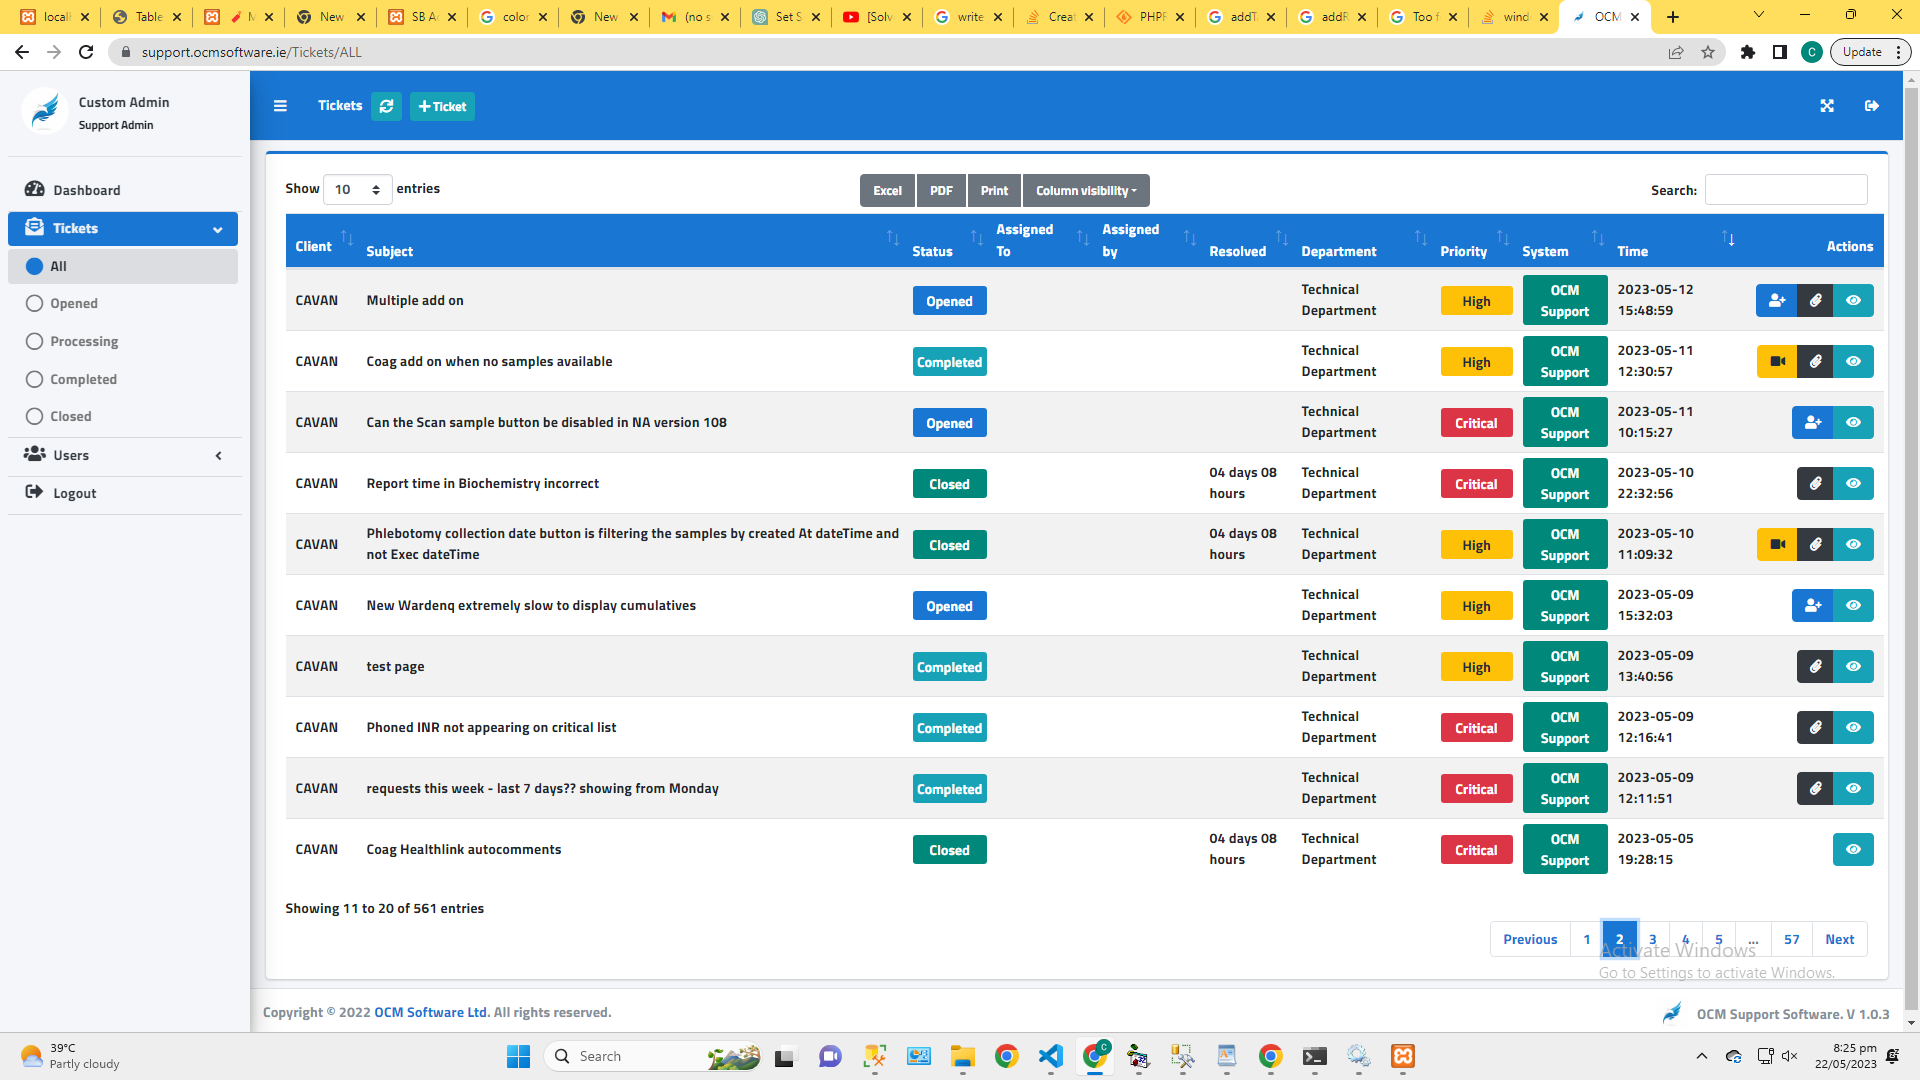 local
Table
M
New
SB A
color
New
(no s
Set S
[Solv
write
Creat
PHPF
addT
addR
Too f
wind
OCM
support.ocmsoftware.ie/Tickets/ALL
C
Update
Custom Admin
Support Admin
Tickets
+Ticket
Dashboard
Tickets
All
Opened
Processing
Completed
Closed
Users
Logout
Show 10 entries
Excel PDF Print Column visibility
Search:
Client Subject Status Assigned To Assigned by Resolved Department Priority System Time Actions
CAVAN Multiple add on Opened Technical Department High OCM Support 2023-05-12 15:48:59
CAVAN Coag add on when no samples available Completed Technical Department High OCM Support 2023-05-11 12:30:57
CAVAN Can the Scan sample button be disabled in NA version 108 Opened Technical Department Critical OCM Support 2023-05-11 10:15:27
CAVAN Report time in Biochemistry incorrect Closed 04 days 08 hours Technical Department Critical OCM Support 2023-05-10 22:32:56
CAVAN Phlebotomy collection date button is filtering the samples by created At dateTime and not Exec dateTime Closed 04 days 08 hours Technical Department High OCM Support 2023-05-10 11:09:32
CAVAN New Wardenq extremely slow to display cumulatives Opened Technical Department High OCM Support 2023-05-09 15:32:03
CAVAN test page Completed Technical Department High OCM Support 2023-05-09 13:40:56
CAVAN Phoned INR not appearing on critical list Completed Technical Department Critical OCM Support 2023-05-09 12:16:41
CAVAN requests this week - last 7 days?? showing from Monday Completed Technical Department Critical OCM Support 2023-05-09 12:11:51
CAVAN Coag Healthlink autocomments Closed 04 days 08 hours Technical Department Critical OCM Support 2023-05-05 19:28:15
Showing 11 to 20 of 561 entries
Previous 1 2 3 4 5 ... 57 Next
Activate Windows
Go to Settings to activate Windows.
Copyright © 2022 OCM Software Ltd. All rights reserved.
OCM Support Software. V 1.0.3
39°C
Partly cloudy
Search
C
8:25 pm
22/05/2023